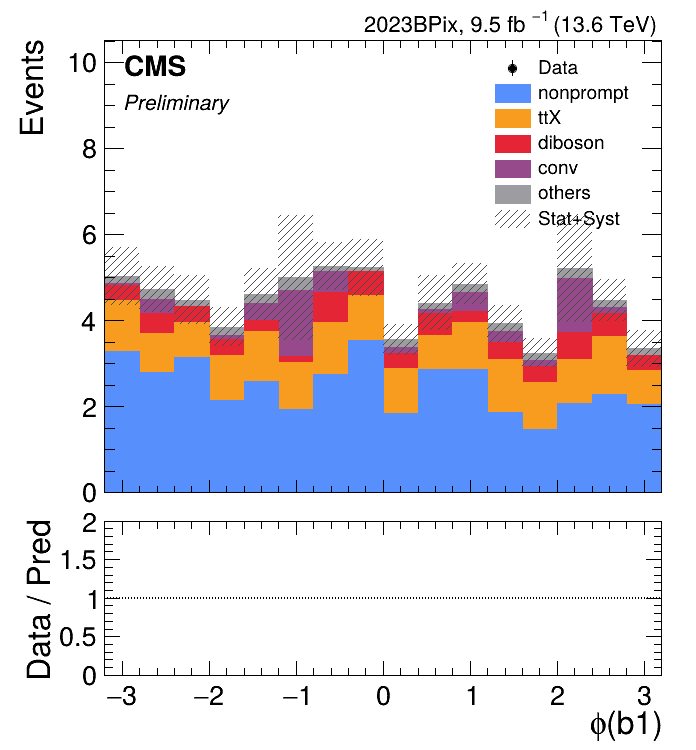 2023BPix, 9.5 fb⁻¹ (13.6 TeV)
CMS
Preliminary
Events
10
8
6
4
2
0
Data
nonprompt
ttX
diboson
conv
others
Stat+Syst
Data / Pred
2
1.5
1
0.5
0
−3 −2 −1 0 1 2 3
ϕ(b1)